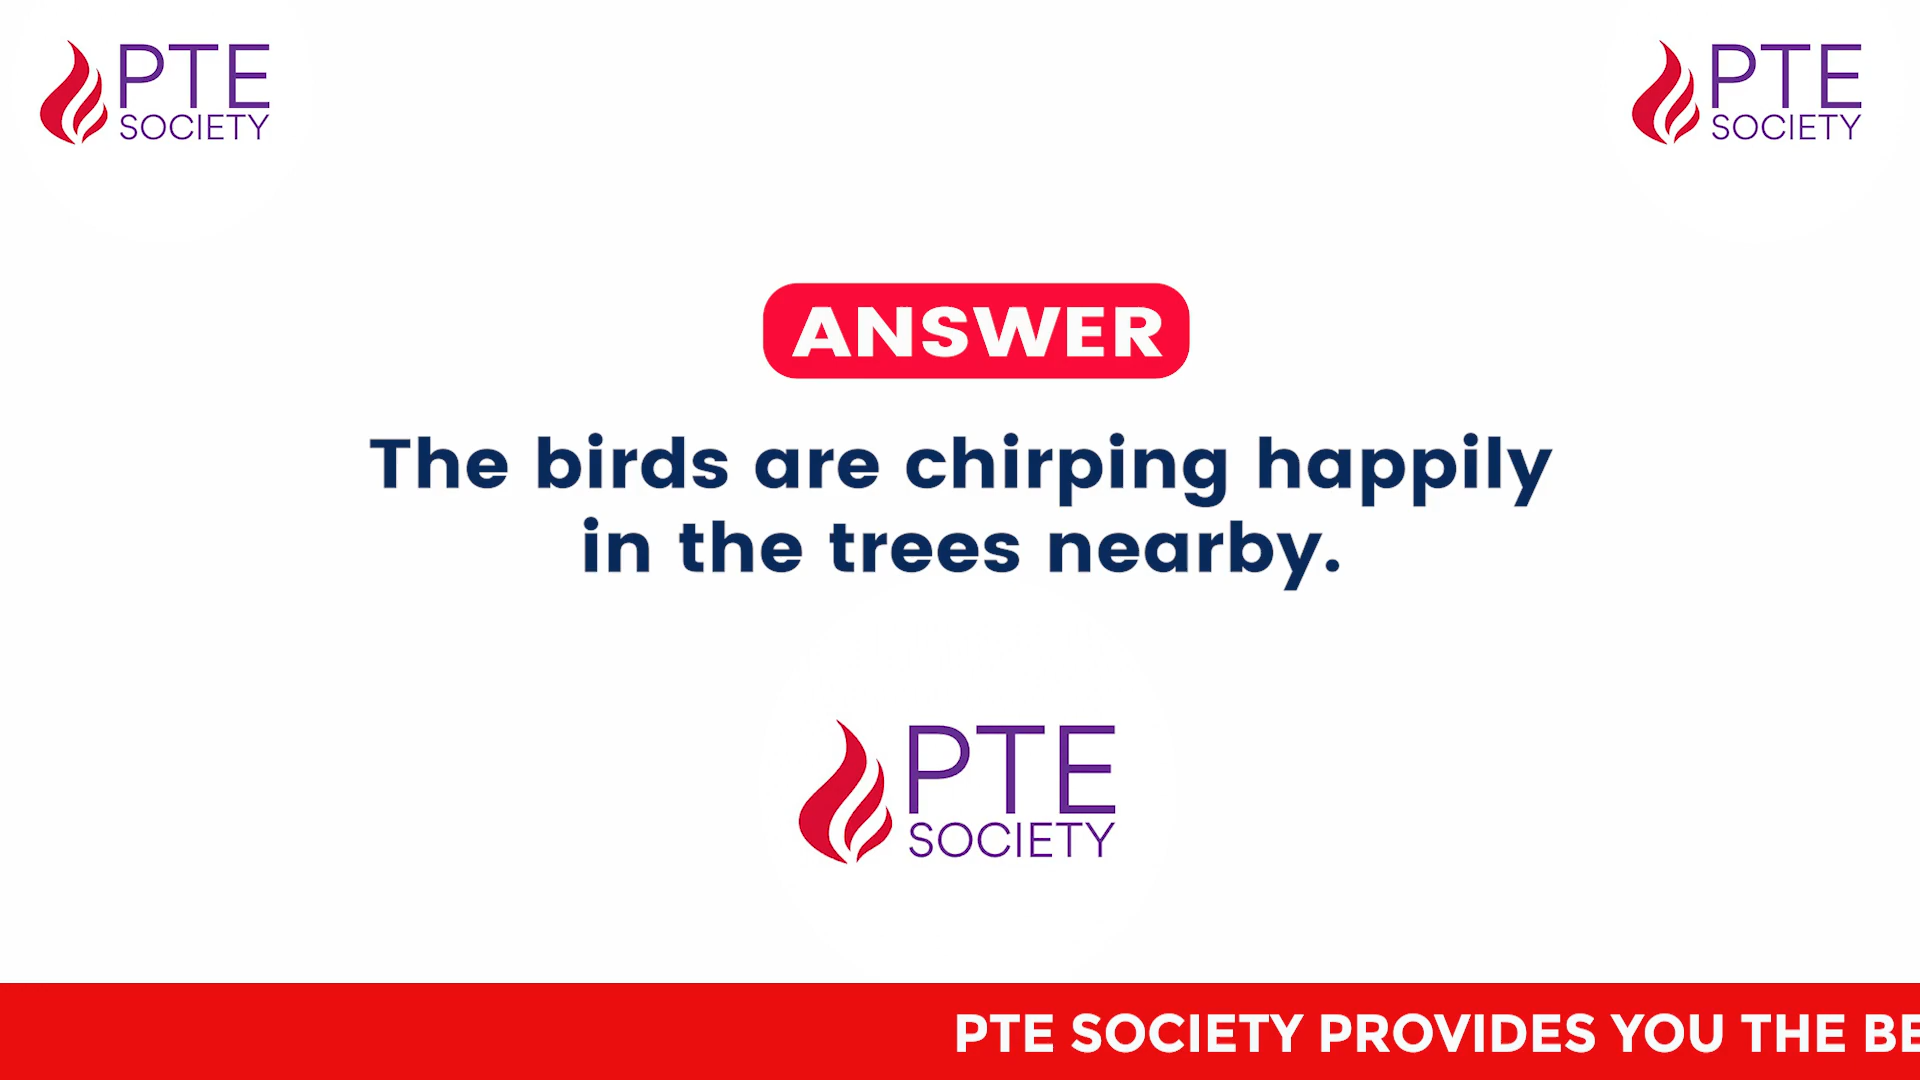 PTE
SOCIETY
PTE
SOCIETY
ANSWER
The birds are chirping happily
in the trees nearby.
PTE
SOCIETY
PTE SOCIETY PROVIDES YOU THE BE